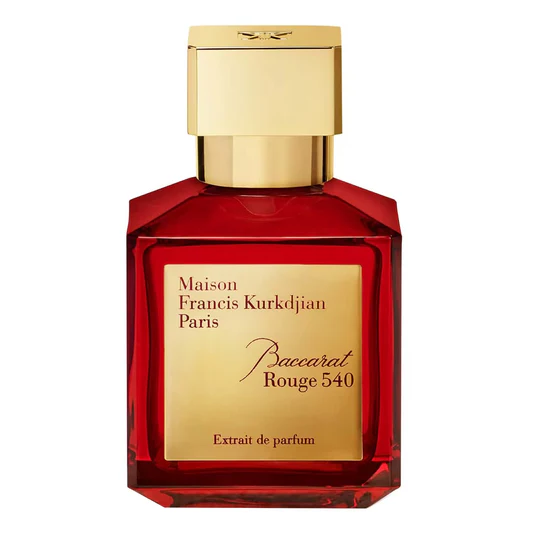 Maison
Francis Kurkdjian
Paris
Baccarat
Rouge 540
Extrait de parfum